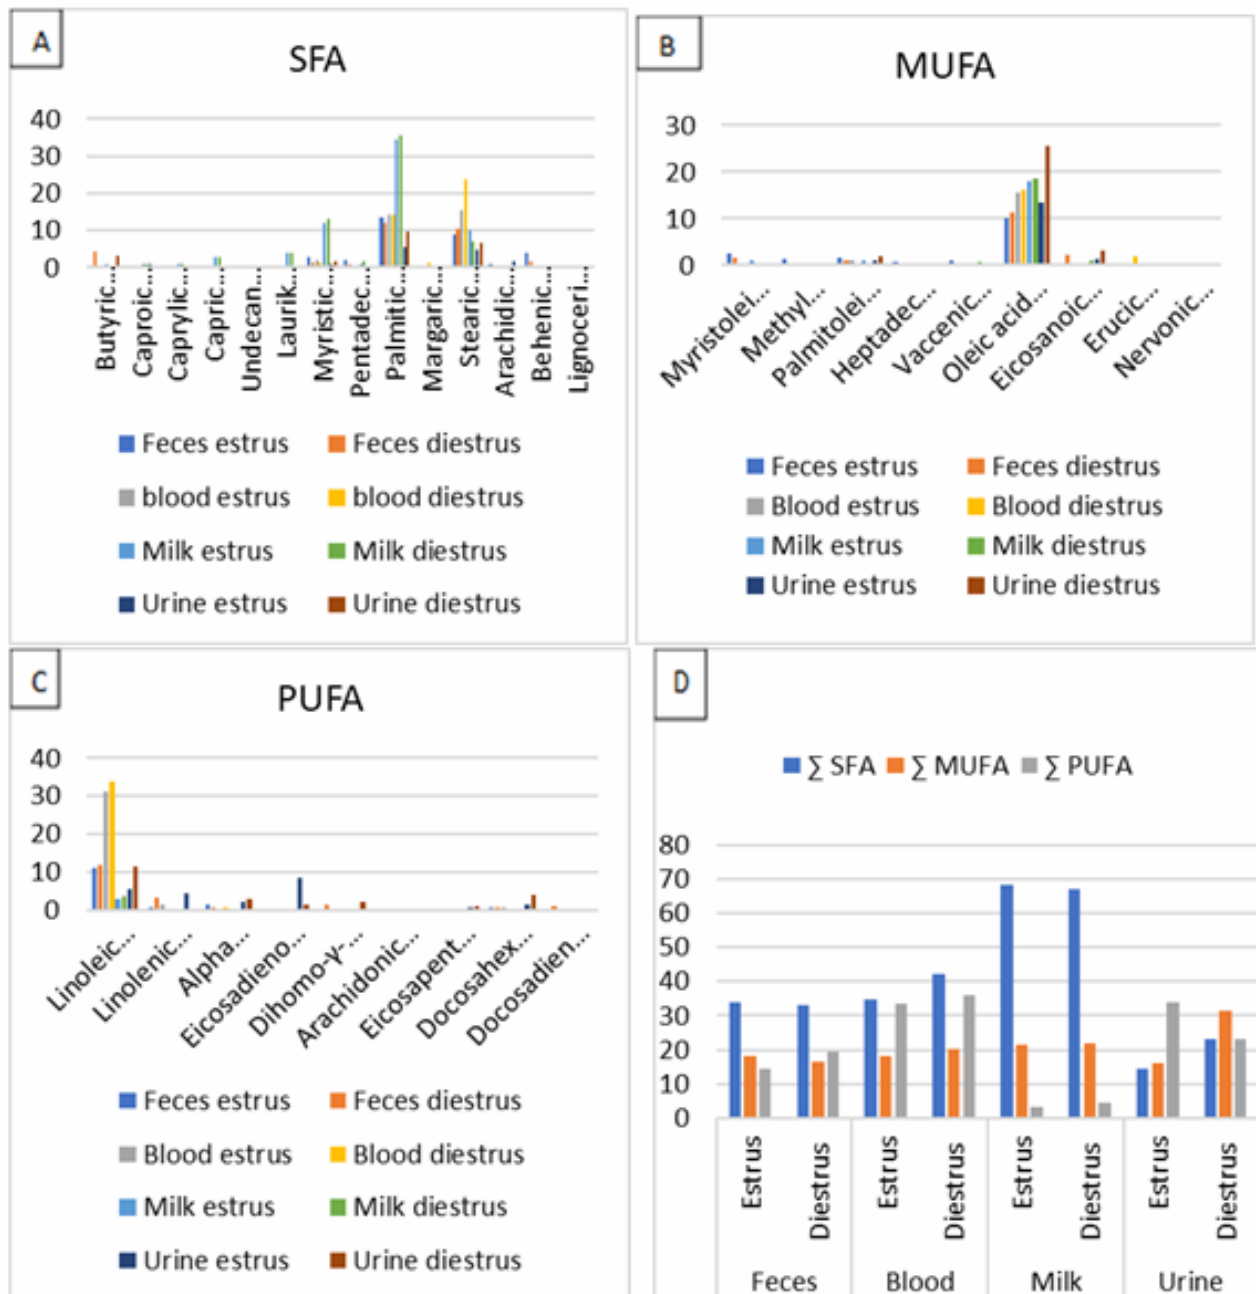 A
SFA
40
30
20
10
0
Butyric...
Caproic...
Caprylic...
Capric...
Undecan...
Laurik...
Myristic...
Pentadec...
Palmitic...
Margaric...
Stearic...
Arachidic...
Behenic...
Lignoceri...
Feces estrus
Feces diestrus
blood estrus
blood diestrus
Milk estrus
Milk diestrus
Urine estrus
Urine diestrus
B
MUFA
30
20
10
0
Myristolei...
Methyl...
Palmitolei...
Heptadec...
Vaccenic...
Oleic acid...
Eicosanoic...
Erucic...
Nervonic...
Feces estrus
Feces diestrus
Blood estrus
Blood diestrus
Milk estrus
Milk diestrus
Urine estrus
Urine diestrus
C
PUFA
40
30
20
10
0
Linoleic...
Linolenic...
Alpha...
Eicosadieno...
Dihomo-γ-...
Arachidonic...
Eicosapent...
Docosahex...
Docosadien...
Feces estrus
Feces diestrus
Blood estrus
Blood diestrus
Milk estrus
Milk diestrus
Urine estrus
Urine diestrus
D
∑ SFA ∑ MUFA ∑ PUFA
80
70
60
50
40
30
20
10
0
Estrus
Diestrus
Estrus
Diestrus
Estrus
Diestrus
Estrus
Diestrus
Feces
Blood
Milk
Urine